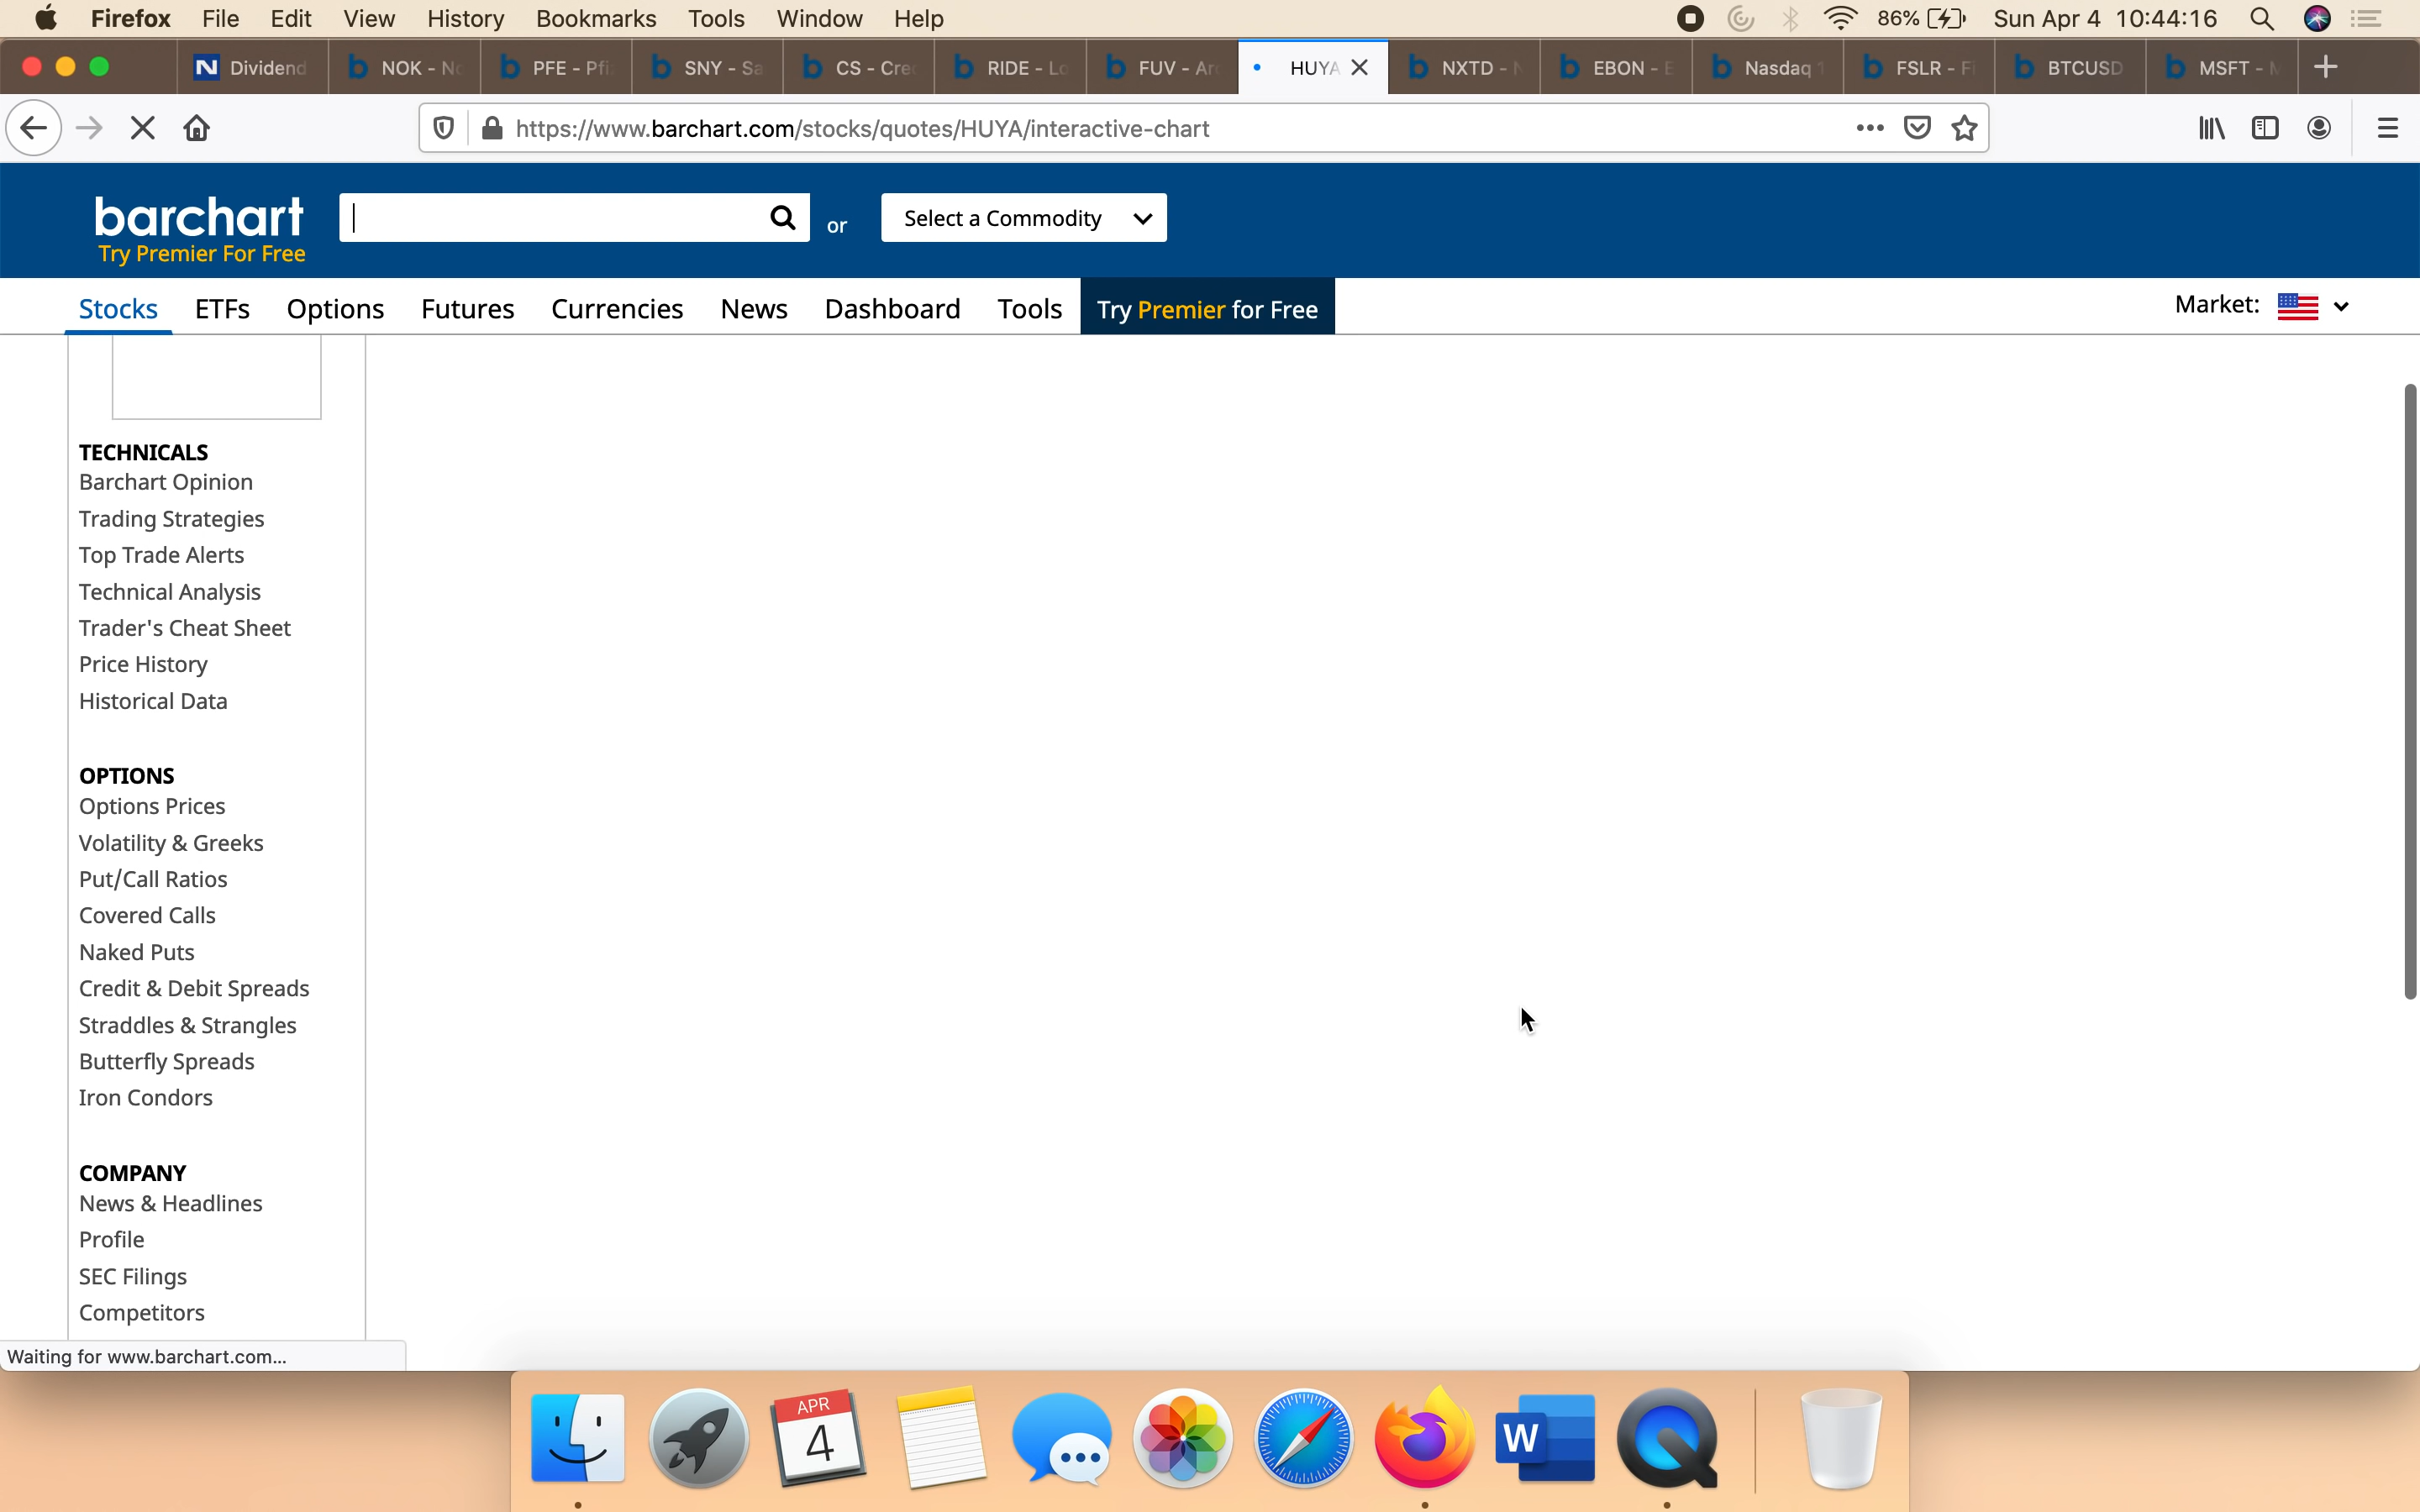 Firefox File Edit View History Bookmarks Tools Window Help 86% Sun Apr 4 10:44:16
Dividend NOK - PFE - Pfi SNY - Sa CS - Cre RIDE - Lo FUV - Arc HUYA NXTD - EBON - E Nasdaq FSLR - Fi BTCUSD MSFT -
https://www.barchart.com/stocks/quotes/HUYA/interactive-chart
barchart
Try Premier For Free
or
Select a Commodity
Stocks ETFs Options Futures Currencies News Dashboard Tools Try Premier for Free Market:
TECHNICALS
Barchart Opinion
Trading Strategies
Top Trade Alerts
Technical Analysis
Trader's Cheat Sheet
Price History
Historical Data
OPTIONS
Options Prices
Volatility & Greeks
Put/Call Ratios
Covered Calls
Naked Puts
Credit & Debit Spreads
Straddles & Strangles
Butterfly Spreads
Iron Condors
COMPANY
News & Headlines
Profile
SEC Filings
Competitors
Waiting for www.barchart.com...
APR
4
W